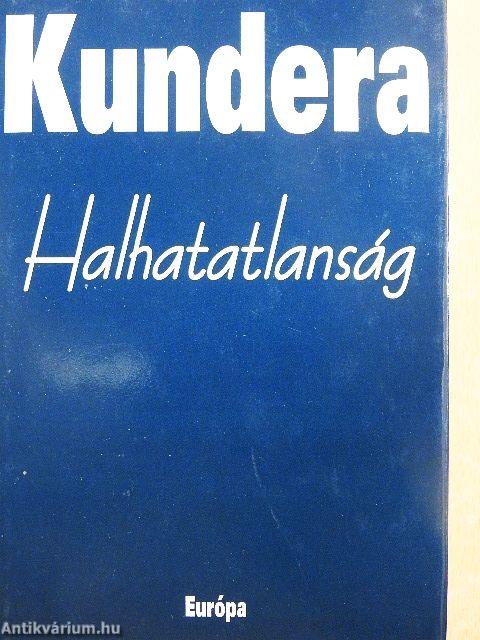 Kundera
Halhatatlanság
Európa
Antikvárium.hu